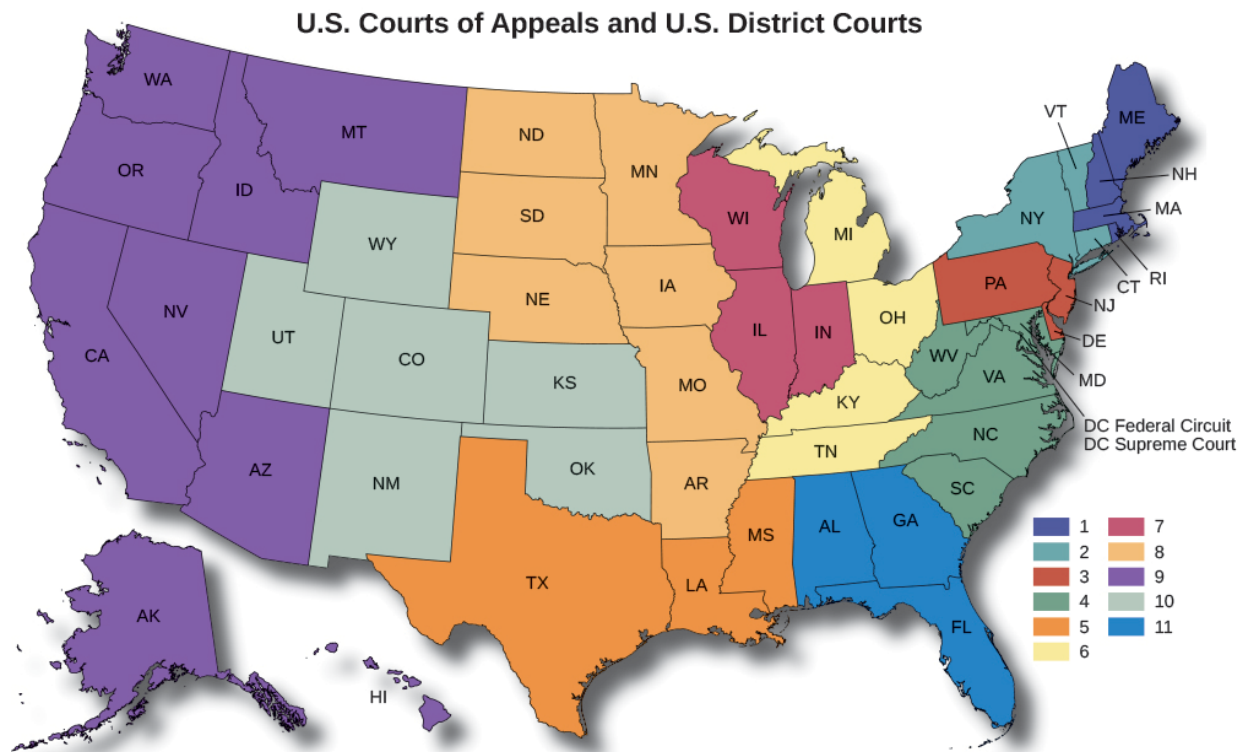 U.S. Courts of Appeals and U.S. District Courts
WA
MT
ND
MN
ME
VT
OR
ID
SD
WI
MI
NY
NH
MA
WY
NE
IA
PA
CT
RI
NV
UT
CO
IL
IN
OH
NJ
CA
KS
MO
WV
VA
DE
MD
KY
DC Federal Circuit
DC Supreme Court
AZ
NM
OK
AR
TN
NC
SC
TX
LA
MS
AL
GA
FL
AK
HI
1
2
3
4
5
6
7
8
9
10
11